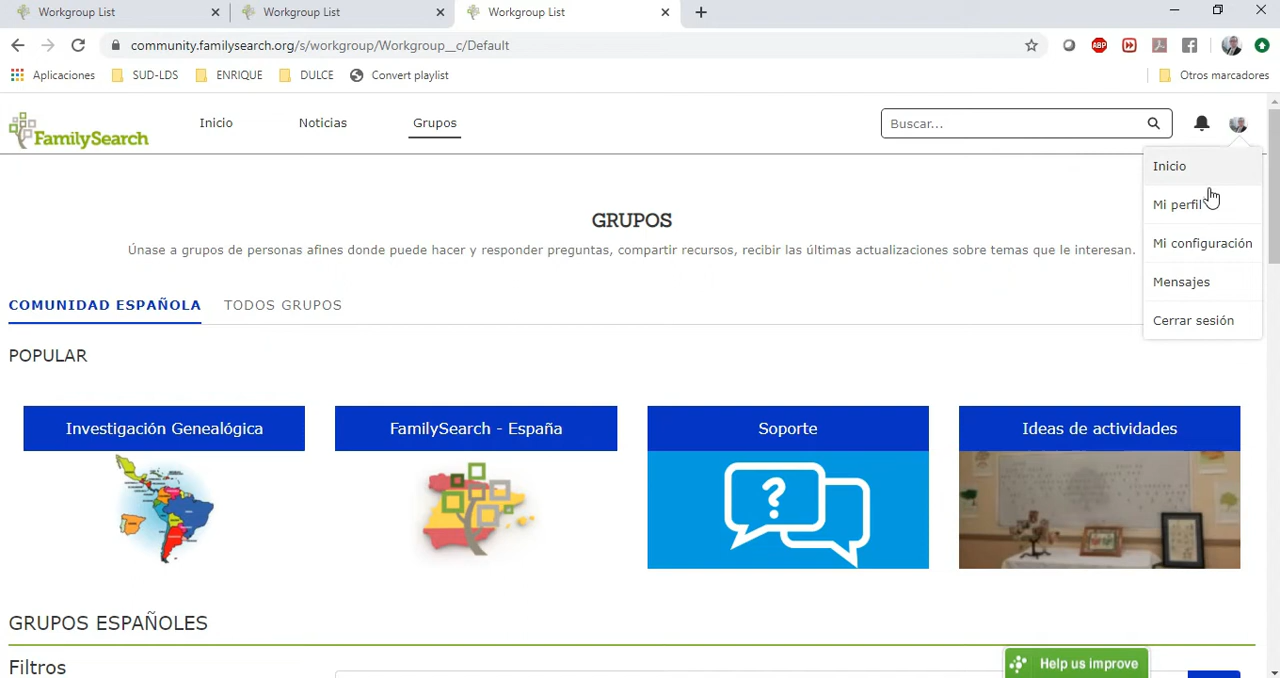 Workgroup List
Workgroup List
Workgroup List
community.familysearch.org/s/workgroup/Workgroup__c/Default
ABP
Aplicaciones SUD-LDS ENRIQUE DULCE Convert playlist Otros marcadores
FamilySearch Inicio Noticias Grupos Buscar...
Inicio
Mi perfil
Mi configuración
Mensajes
Cerrar sesión
GRUPOS
Únase a grupos de personas afines donde puede hacer y responder preguntas, compartir recursos, recibir las últimas actualizaciones sobre temas que le interesan.
COMUNIDAD ESPAÑOLA TODOS GRUPOS
POPULAR
Investigación Genealógica FamilySearch - España Soporte Ideas de actividades
GRUPOS ESPAÑOLES
Filtros
Help us improve